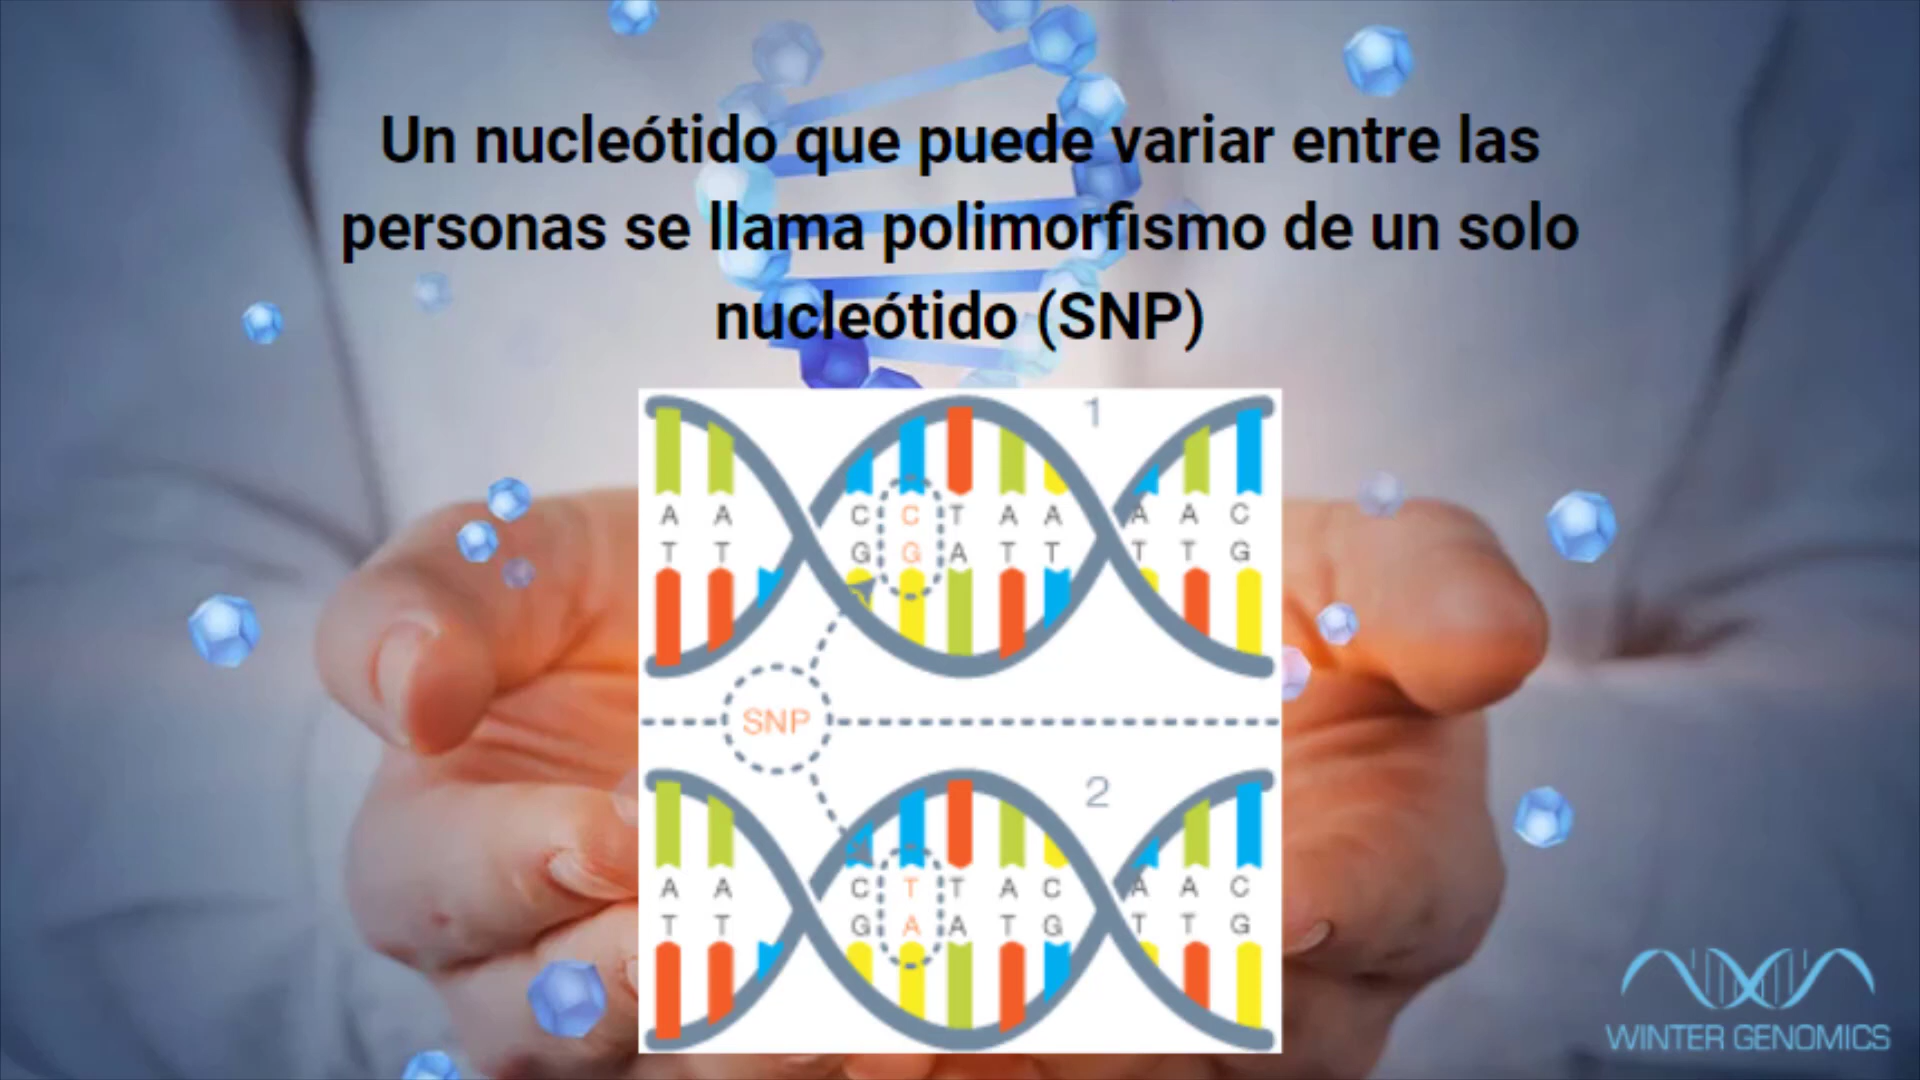 Un nucleótido que puede variar entre las
personas se llama polimorfismo de un solo
nucleótido (SNP)
1
A A C C T A A A A C
T T G G A T T T T G
SNP
2
A A C T T A C A A C
T T G A A T G T T G
WINTER GENOMICS